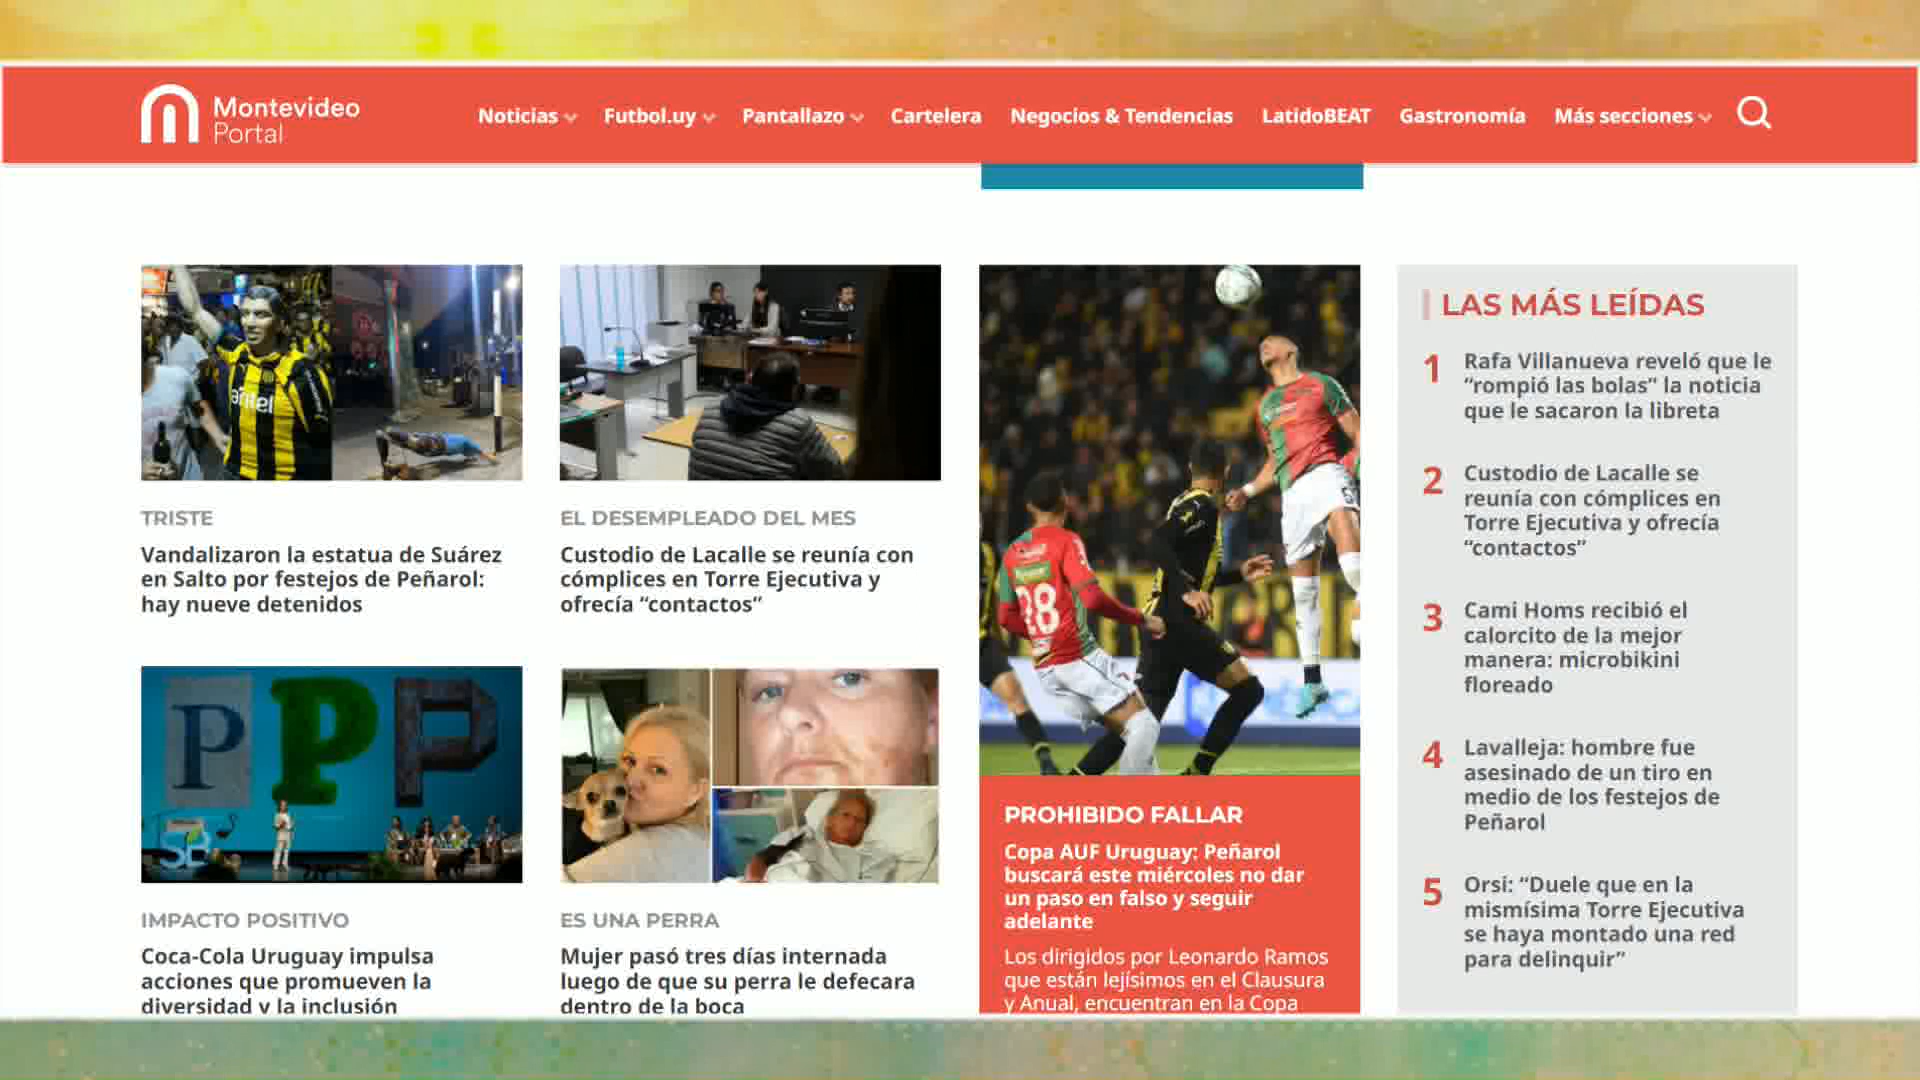 Montevideo
Portal
Noticias
Futbol.uy
Pantallazo
Cartelera
Negocios & Tendencias
LatidoBEAT
Gastronomía
Más secciones
antel
TRISTE
Vandalizaron la estatua de Suárez
en Salto por festejos de Peñarol:
hay nueve detenidos
EL DESEMPLEADO DEL MES
Custodio de Lacalle se reunía con
cómplices en Torre Ejecutiva y
ofrecía “contactos”
PPP
SB
IMPACTO POSITIVO
Coca-Cola Uruguay impulsa
acciones que promueven la
diversidad y la inclusión
ES UNA PERRA
Mujer pasó tres días internada
luego de que su perra le defecara
dentro de la boca
28
PROHIBIDO FALLAR
Copa AUF Uruguay: Peñarol
buscará este miércoles no dar
un paso en falso y seguir
adelante
Los dirigidos por Leonardo Ramos
que están lejísimos en el Clausura
y Anual, encuentran en la Copa
LAS MÁS LEÍDAS
1 Rafa Villanueva reveló que le
“rompió las bolas” la noticia
que le sacaron la libreta
2 Custodio de Lacalle se
reunía con cómplices en
Torre Ejecutiva y ofrecía
“contactos”
3 Cami Homs recibió el
calorcito de la mejor
manera: microbikini
floreado
4 Lavalleja: hombre fue
asesinado de un tiro en
medio de los festejos de
Peñarol
5 Orsi: “Duele que en la
mismísima Torre Ejecutiva
se haya montado una red
para delinquir”